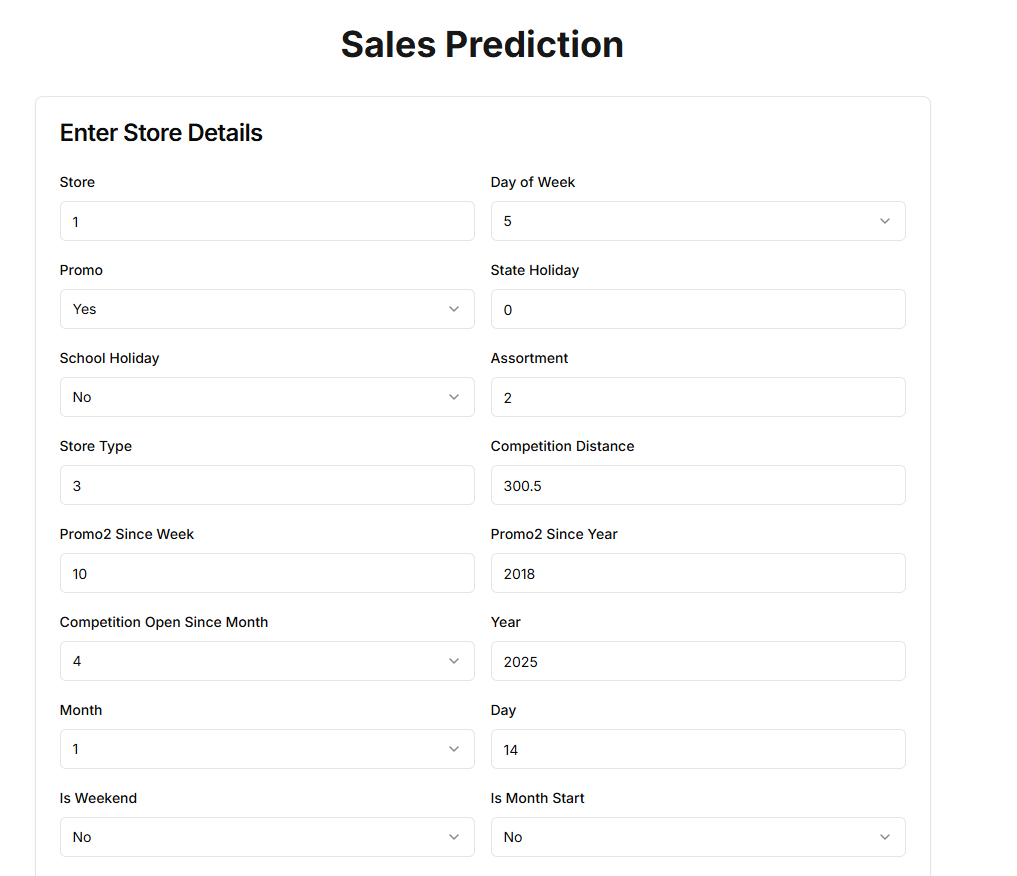 Sales Prediction
Enter Store Details
Store
Day of Week
1
5
Promo
State Holiday
Yes
0
School Holiday
Assortment
No
2
Store Type
Competition Distance
3
300.5
Promo2 Since Week
Promo2 Since Year
10
2018
Competition Open Since Month
Year
4
2025
Month
Day
1
14
Is Weekend
Is Month Start
No
No